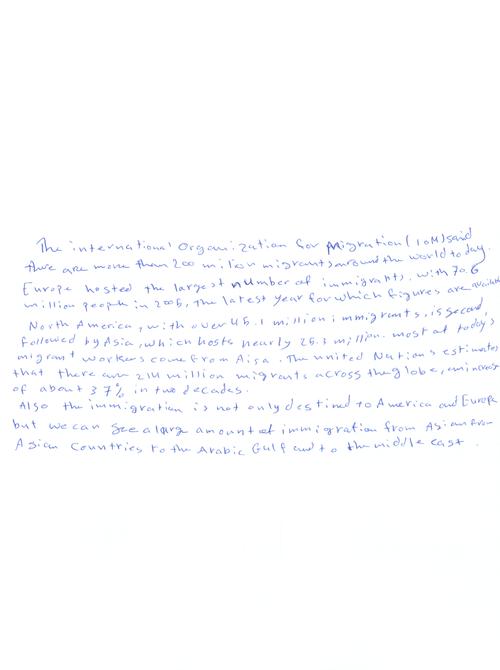 The international Organization for Migration (IOM) said
there are more than 200 million migrants around the world today.
Europe hosted the largest number of immigrants, with 70.6
million people in 2005, the latest year for which figures are available
North America, with over 45.1 million immigrants, is second
followed by Asia, which hosts nearly 25.3 million. most of today's
migrant workers come from Aisa. The united Nations estimates
that there are 214 million migrants across the globe, an increase
of about 37% in two decades.
Also the immigration is not only destined to America and Europe
but we can see a large amount of immigration from Asian from
Asian Countries to the Arabic Gulf and to the middle east.